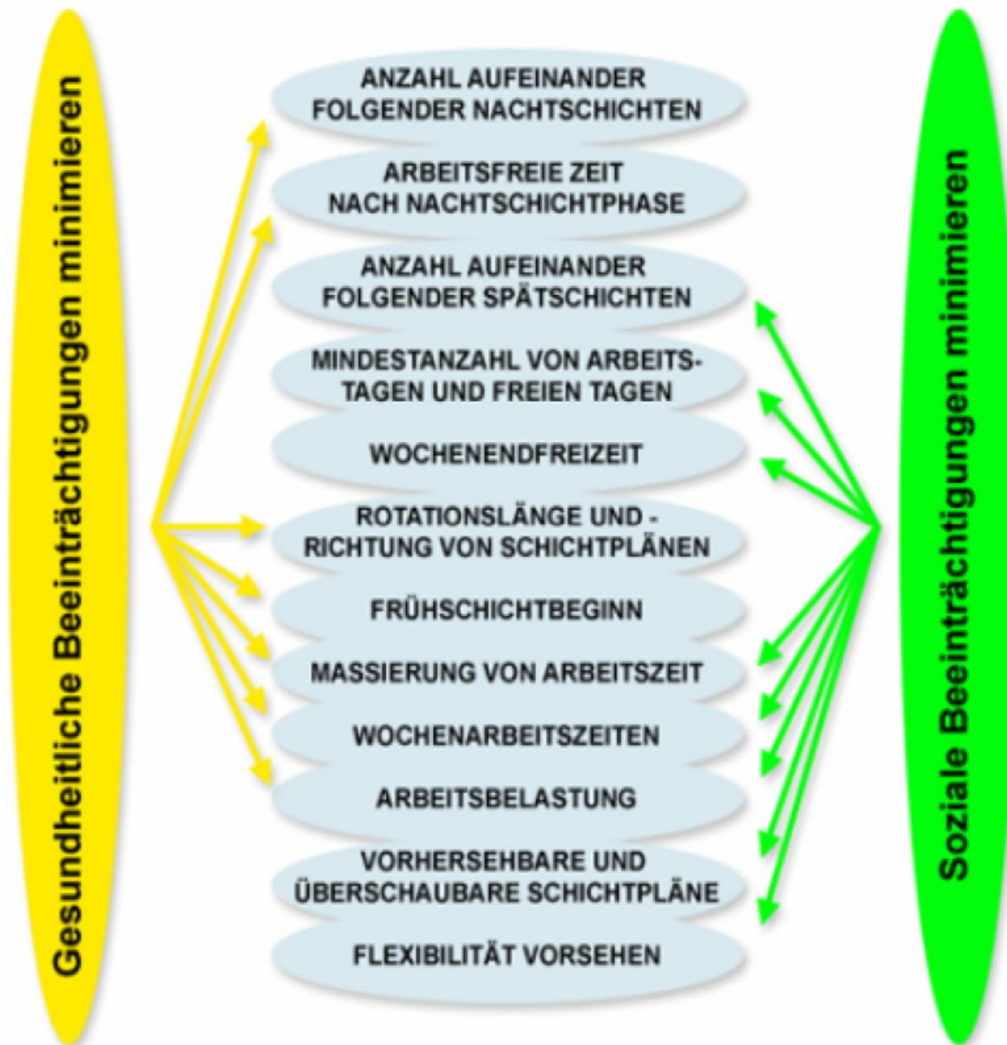 Gesundheitliche Beeinträchtigungen minimieren
ANZAHL AUFEINANDER
FOLGENDER NACHTSCHICHTEN
ARBEITSFREIE ZEIT
NACH NACHTSCHICHTPHASE
ANZAHL AUFEINANDER
FOLGENDER SPÄTSCHICHTEN
MINDESTANZAHL VON ARBEITS-
TAGEN UND FREIEN TAGEN
WOCHENENDFREIZEIT
ROTATIONSLÄNGE UND -
RICHTUNG VON SCHICHTPLÄNEN
FRÜHSCHICHTBEGINN
MASSIERUNG VON ARBEITSZEIT
WOCHENARBEITSZEITEN
ARBEITSBELASTUNG
VORHERSEHBARE UND
ÜBERSCHAUBARE SCHICHTPLÄNE
FLEXIBILITÄT VORSEHEN
Soziale Beeinträchtigungen minimieren